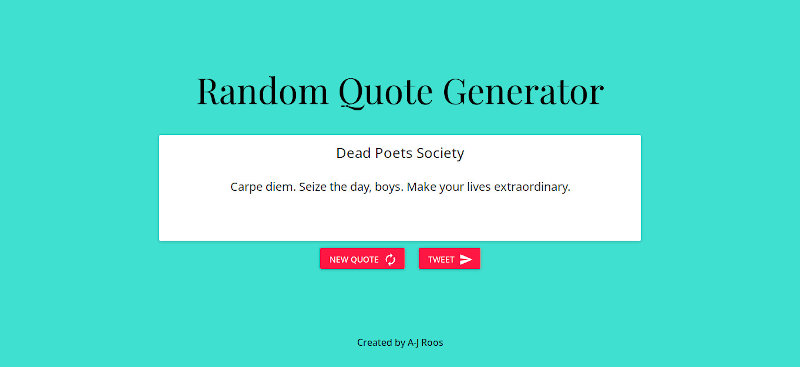 Random Quote Generator
Dead Poets Society
Carpe diem. Seize the day, boys. Make your lives extraordinary.
NEW QUOTE TWEET
Created by A-J Roos